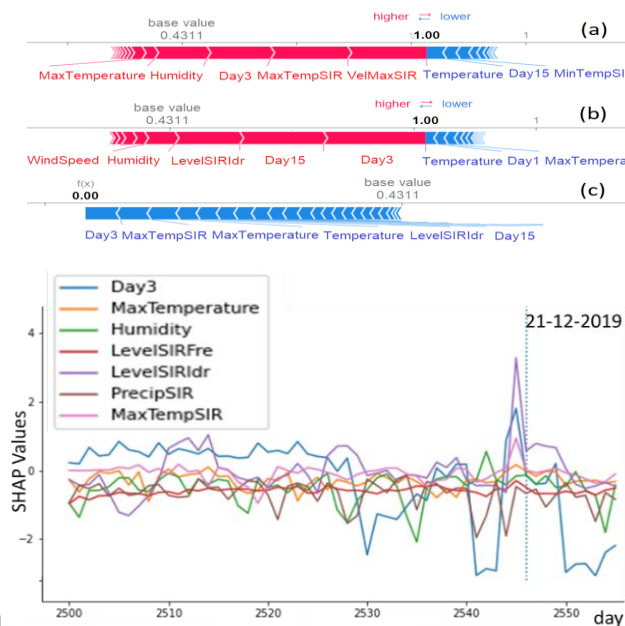 higher lower
(a)
base value
0.4311 1.00 1
MaxTemperature Humidity Day3 MaxTempSIR VelMaxSIR Temperature Day15 MinTempSI
higher lower
(b)
base value
0.4311 1.00 1
WindSpeed Humidity LevelSIRIdr Day15 Day3 Temperature Day1 MaxTempera
f(x) base value (c)
0.00 0.4311
Day3 MaxTempSIR MaxTemperature Temperature LevelSIRIdr Day15
Day3
MaxTemperature
Humidity
LevelSIRFre
LevelSIRIdr
PrecipSIR
MaxTempSIR
21-12-2019
SHAP Values
4
2
0
−2
2500 2510 2520 2530 2540 2550 day